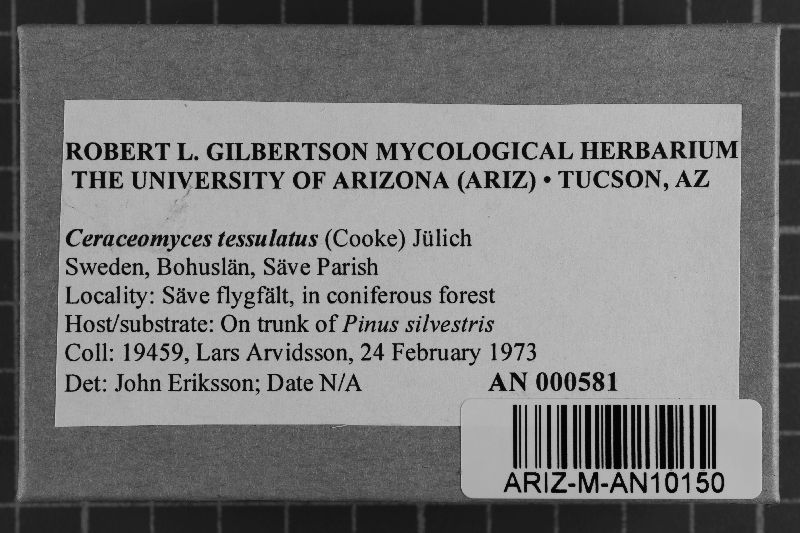 ROBERT L. GILBERTSON MYCOLOGICAL HERBARIUM
THE UNIVERSITY OF ARIZONA (ARIZ) • TUCSON, AZ
Ceraceomyces tessulatus (Cooke) Jülich
Sweden, Bohuslän, Säve Parish
Locality: Säve flygfält, in coniferous forest
Host/substrate: On trunk of Pinus silvestris
Coll: 19459, Lars Arvidsson, 24 February 1973
Det: John Eriksson; Date N/A AN 000581
ARIZ-M-AN10150